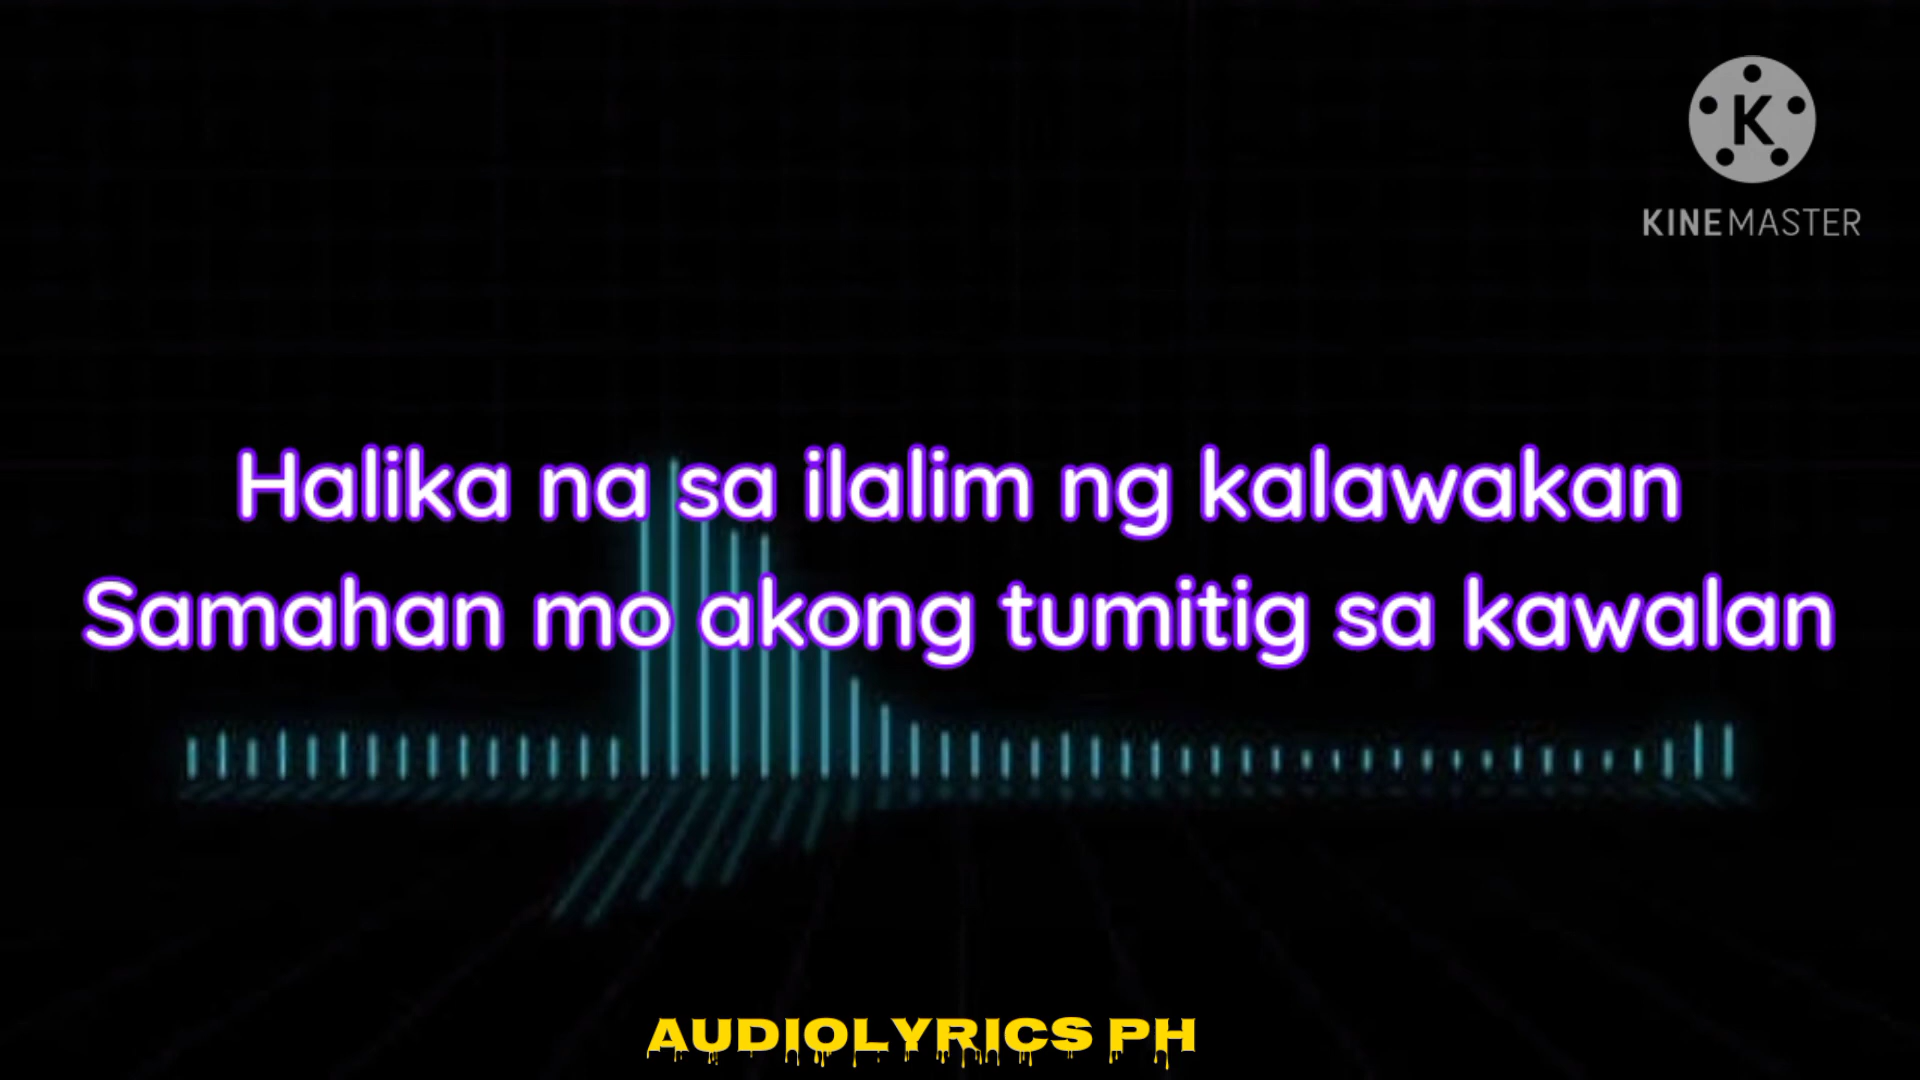 K
KINEMASTER
Halika na sa ilalim ng kalawakan
Samahan mo akong tumitig sa kawalan
AUDIOLYRICS PH